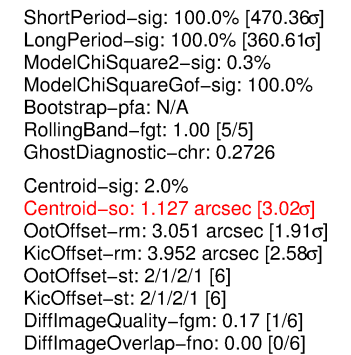 ShortPeriod-sig: 100.0% [470.36σ]
LongPeriod-sig: 100.0% [360.61σ]
ModelChiSquare2-sig: 0.3%
ModelChiSquareGof-sig: 100.0%
Bootstrap-pfa: N/A
RollingBand-fgt: 1.00 [5/5]
GhostDiagnostic-chr: 0.2726
Centroid-sig: 2.0%
Centroid-so: 1.127 arcsec [3.02σ]
OotOffset-rm: 3.051 arcsec [1.91σ]
KicOffset-rm: 3.952 arcsec [2.58σ]
OotOffset-st: 2/1/2/1 [6]
KicOffset-st: 2/1/2/1 [6]
DiffImageQuality-fgm: 0.17 [1/6]
DiffImageOverlap-fno: 0.00 [0/6]